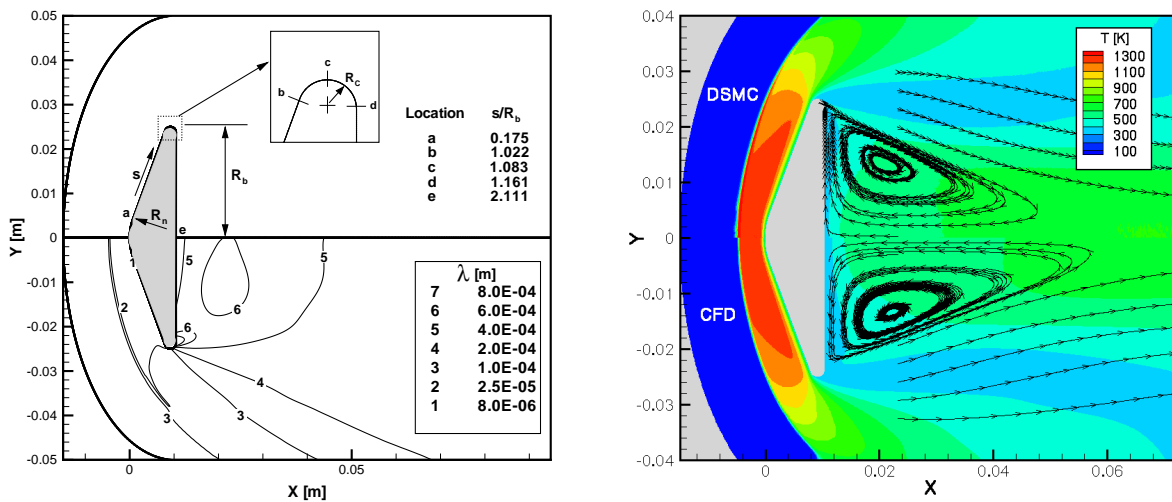 0.05
0.04
0.03
0.02
0.01
0
-0.01
-0.02
-0.03
-0.04
-0.05
Y [m]
0
0.05
X [m]
c
R_c
b
d
Location s/R_b
a 0.175
b 1.022
c 1.083
d 1.161
e 2.111
s
R_b
a
R_n
e
1
5
5
6
2
6
4
3
3
λ [m]
7 8.0E-04
6 6.0E-04
5 4.0E-04
4 2.0E-04
3 1.0E-04
2 2.5E-05
1 8.0E-06
0.04
0.03
0.02
0.01
0
-0.01
-0.02
-0.03
-0.04
Y
0
0.02
0.04
0.06
X
DSMC
CFD
T [K]
1300
1100
900
700
500
300
100